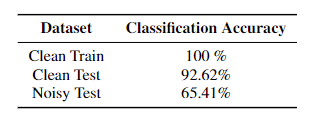 Dataset Classification Accuracy
Clean Train 100 %
Clean Test 92.62%
Noisy Test 65.41%